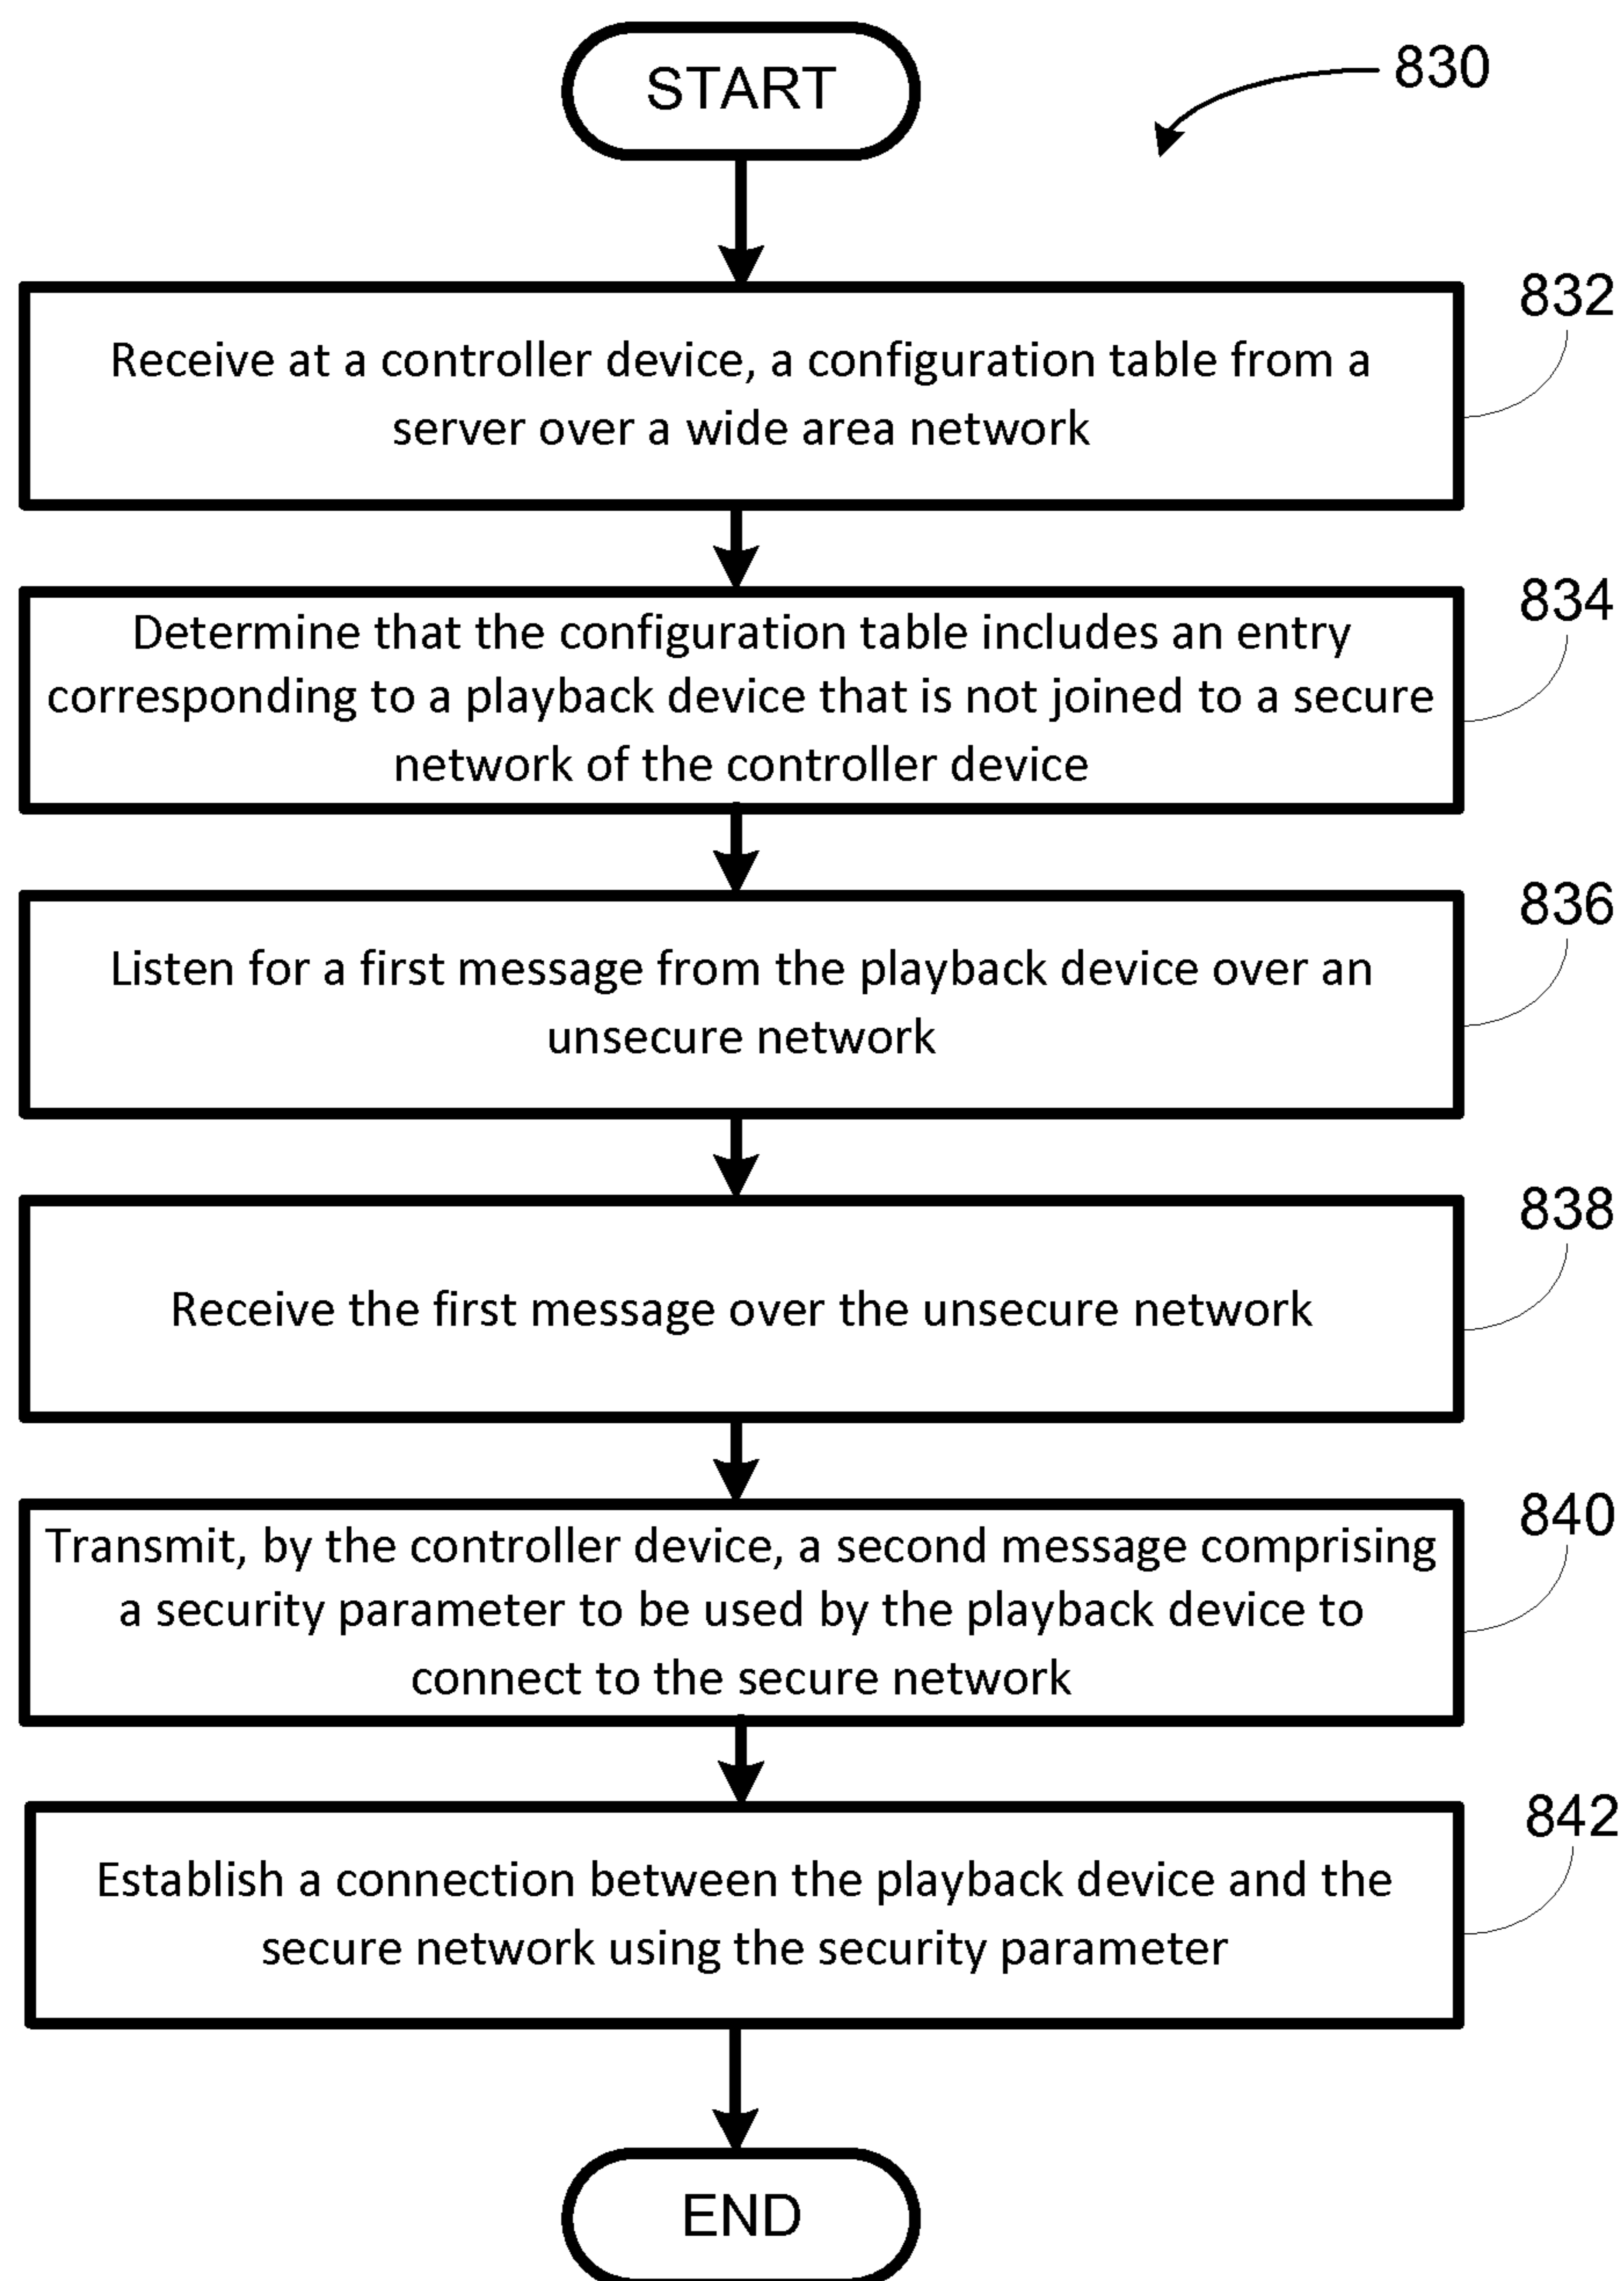 START
830
832
Receive at a controller device, a configuration table from a
server over a wide area network
834
Determine that the configuration table includes an entry
corresponding to a playback device that is not joined to a secure
network of the controller device
836
Listen for a first message from the playback device over an
unsecure network
838
Receive the first message over the unsecure network
840
Transmit, by the controller device, a second message comprising
a security parameter to be used by the playback device to
connect to the secure network
842
Establish a connection between the playback device and the
secure network using the security parameter
END